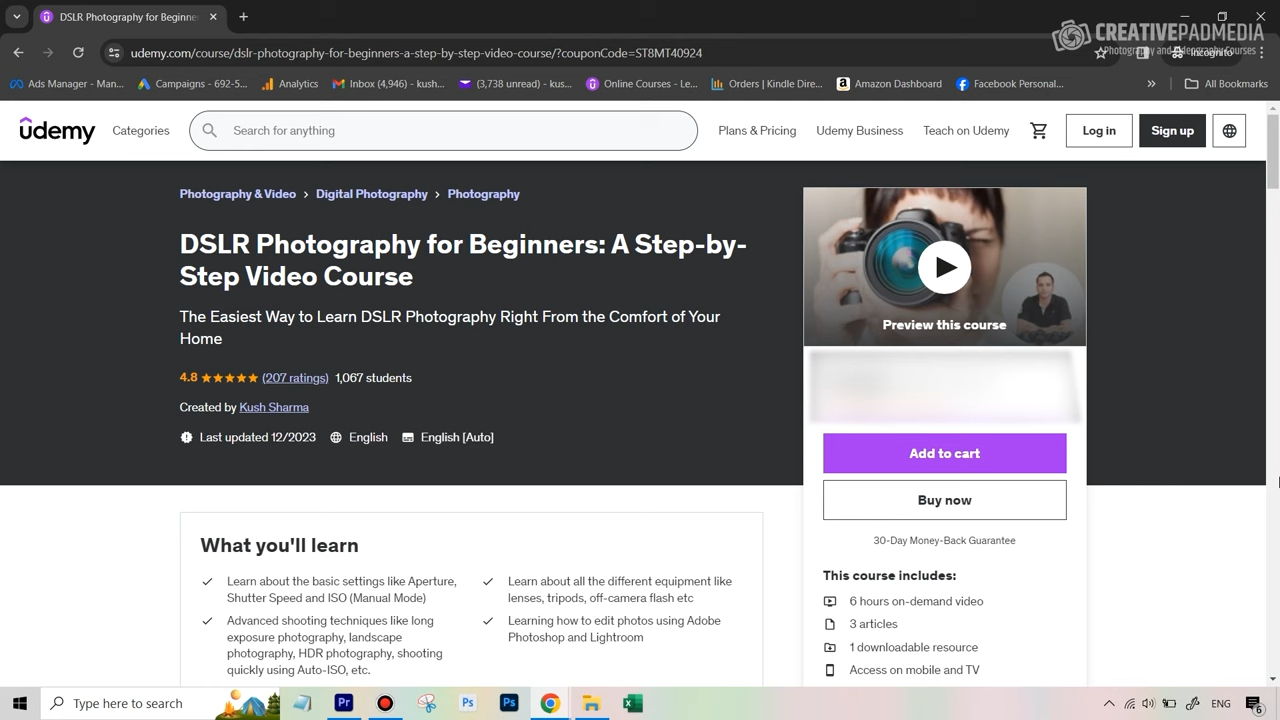 DSLR Photography for Beginner
CREATIVEPADMEDIA
Photography and Videography Courses
udemy.com/course/dslr-photography-for-beginners-a-step-by-step-video-course/?couponCode=ST8MT40924
Incognito
Ads Manager - Man...
Campaigns - 692-5...
Analytics
Inbox (4,946) - kush...
(3,728 unread) - kus...
Online Courses - Le...
Orders | Kindle Dire...
Amazon Dashboard
Facebook Personal...
»
All Bookmarks
udemy
Categories
Search for anything
Plans & Pricing
Udemy Business
Teach on Udemy
Log in
Sign up
Photography & Video > Digital Photography > Photography
DSLR Photography for Beginners: A Step-by-
Step Video Course
The Easiest Way to Learn DSLR Photography Right From the Comfort of Your
Home
4.8 (207 ratings) 1,067 students
Created by Kush Sharma
Last updated 12/2023 English English [Auto]
Preview this course
Add to cart
Buy now
30-Day Money-Back Guarantee
This course includes:
6 hours on-demand video
3 articles
1 downloadable resource
Access on mobile and TV
What you'll learn
Learn about the basic settings like Aperture,
Shutter Speed and ISO (Manual Mode)
Advanced shooting techniques like long
exposure photography, landscape
photography, HDR photography, shooting
quickly using Auto-ISO, etc.
Learn about all the different equipment like
lenses, tripods, off-camera flash etc
Learning how to edit photos using Adobe
Photoshop and Lightroom
Type here to search
Pr
Ps
Ps
ENG
6